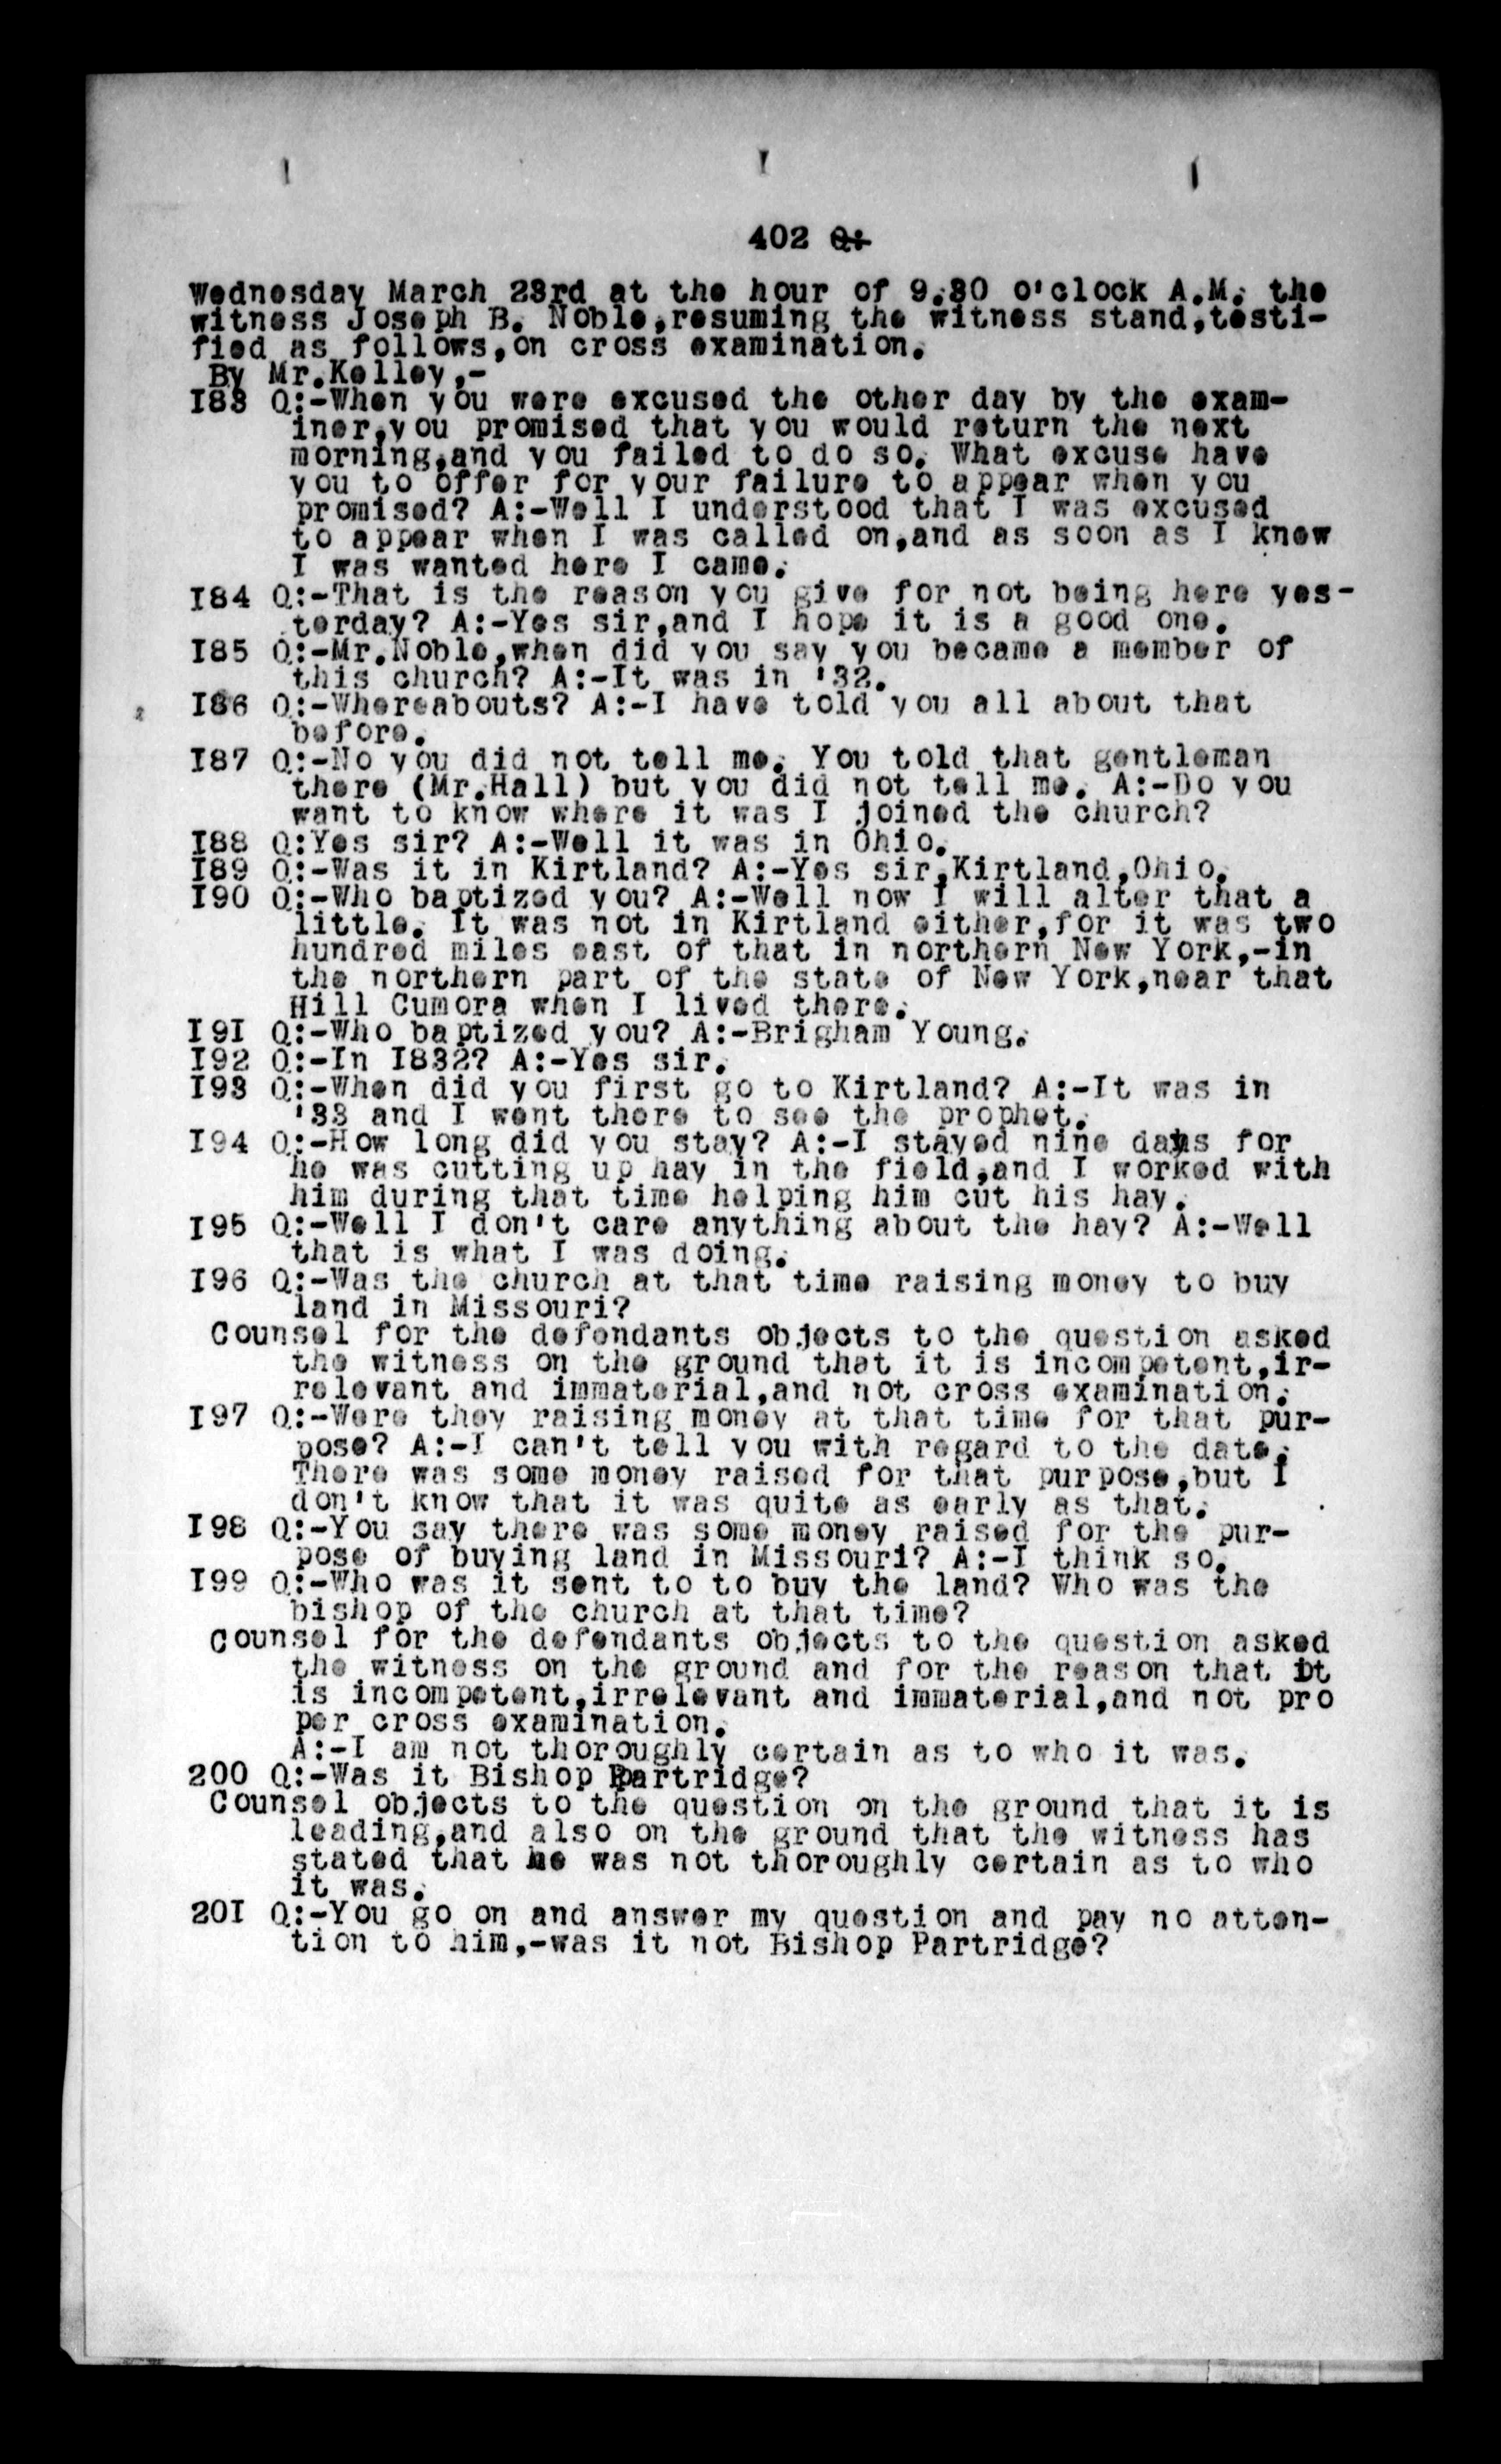 402 Q:
Wednesday March 23rd at the hour of 9.30 o'clock A.M. the
witness Joseph B. Noble,resuming the witness stand,testi-
fied as follows,on cross examination.
By Mr.Kelley,-
I83 Q:-When you were excused the other day by the exam-
iner,you promised that you would return the next
morning,and you failed to do so. What excuse have
you to offer for your failure to appear when you
promised? A:-Well I understood that I was excused
to appear when I was called on,and as soon as I knew
I was wanted here I came.
I84 Q:-That is the reason you give for not being here yes-
terday? A:-Yes sir,and I hope it is a good one.
I85 Q:-Mr.Noble,when did you say you became a member of
this church? A:-It was in '32.
I86 Q:-Whereabouts? A:-I have told you all about that
before.
I87 Q:-No you did not tell me. You told that gentleman
there (Mr.Hall) but you did not tell me. A:-Do you
want to know where it was I joined the church?
I88 Q:Yes sir? A:-Well it was in Ohio.
I89 Q:-Was it in Kirtland? A:-Yes sir,Kirtland,Ohio.
I90 Q:-Who baptized you? A:-Well now I will alter that a
little. It was not in Kirtland either,for it was two
hundred miles east of that in northern New York,-in
the northern part of the state of New York,near that
Hill Cumora when I lived there.
I9I Q:-Who baptized you? A:-Brigham Young.
I92 Q:-In I832? A:-Yes sir.
I93 Q:-When did you first go to Kirtland? A:-It was in
'33 and I went there to see the prophet.
I94 Q:-How long did you stay? A:-I stayed nine days for
he was cutting up hay in the field,and I worked with
him during that time helping him cut his hay.
I95 Q:-Well I don't care anything about the hay? A:-Well
that is what I was doing.
I96 Q:-Was the church at that time raising money to buy
land in Missouri?
Counsel for the defendants objects to the question asked
the witness on the ground that it is incompetent,ir-
relevant and immaterial,and not cross examination.
I97 Q:-Were they raising money at that time for that pur-
pose? A:-I can't tell you with regard to the date.
There was some money raised for that purpose,but I
don't know that it was quite as early as that.
I98 Q:-You say there was some money raised for the pur-
pose of buying land in Missouri? A:-I think so.
I99 Q:-Who was it sent to to buy the land? Who was the
bishop of the church at that time?
Counsel for the defendants objects to the question asked
the witness on the ground and for the reason that it
is incompetent,irrelevant and immaterial,and not pro
per cross examination.
A:-I am not thoroughly certain as to who it was.
200 Q:-Was it Bishop Partridge?
Counsel objects to the question on the ground that it is
leading,and also on the ground that the witness has
stated that he was not thoroughly certain as to who
it was.
20I Q:-You go on and answer my question and pay no atten-
tion to him,-was it not Bishop Partridge?